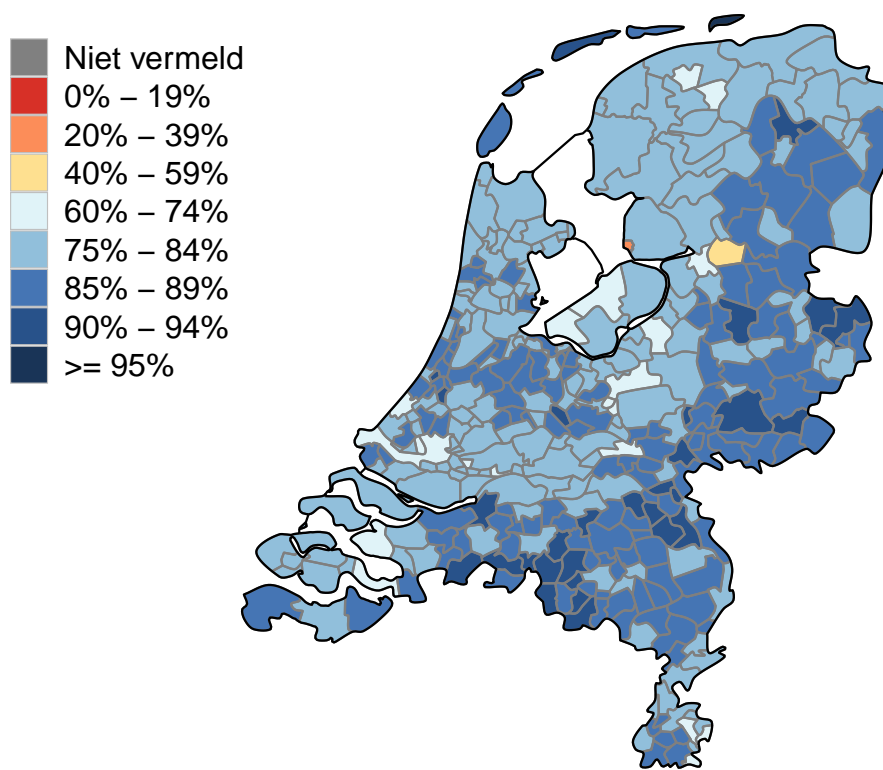 Niet vermeld
0% – 19%
20% – 39%
40% – 59%
60% – 74%
75% – 84%
85% – 89%
90% – 94%
>= 95%